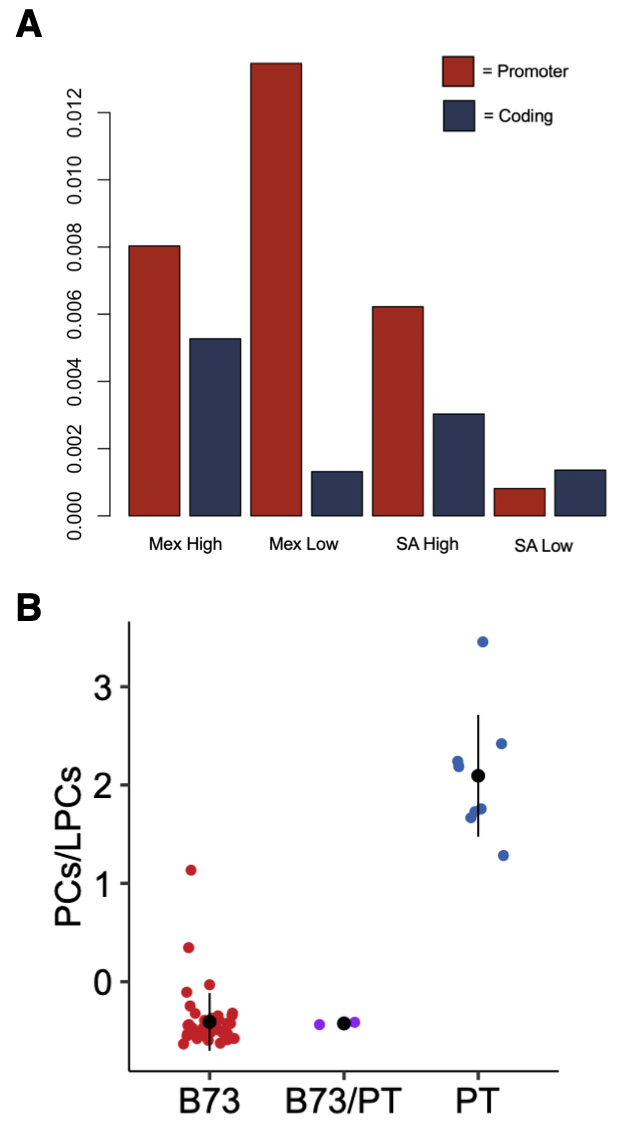 A
= Promoter
= Coding
0.012
0.010
0.008
0.006
0.004
0.002
0.000
Mex High Mex Low SA High SA Low
B
PCs/LPCs
3
2
1
0
B73 B73/PT PT